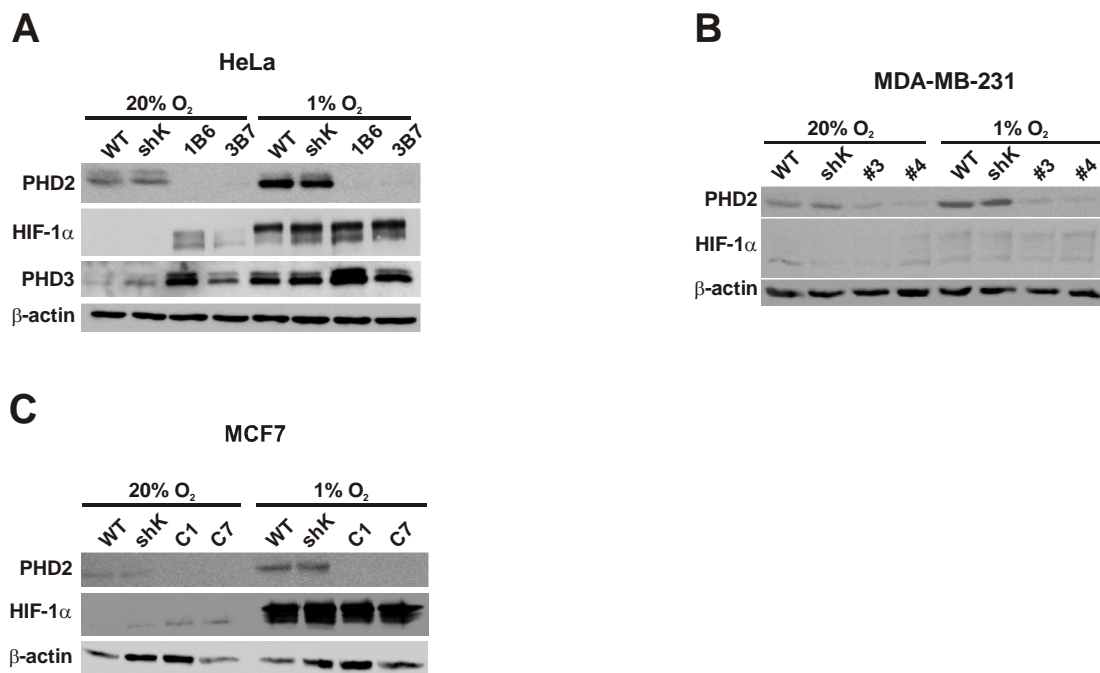 A
HeLa
20% O₂ 1% O₂
WT shK 1B6 3B7 WT shK 1B6 3B7
PHD2
HIF-1α
PHD3
β-actin
B
MDA-MB-231
20% O₂ 1% O₂
WT shK #3 #4 WT shK #3 #4
PHD2
HIF-1α
β-actin
C
MCF7
20% O₂ 1% O₂
WT shK C1 C7 WT shK C1 C7
PHD2
HIF-1α
β-actin